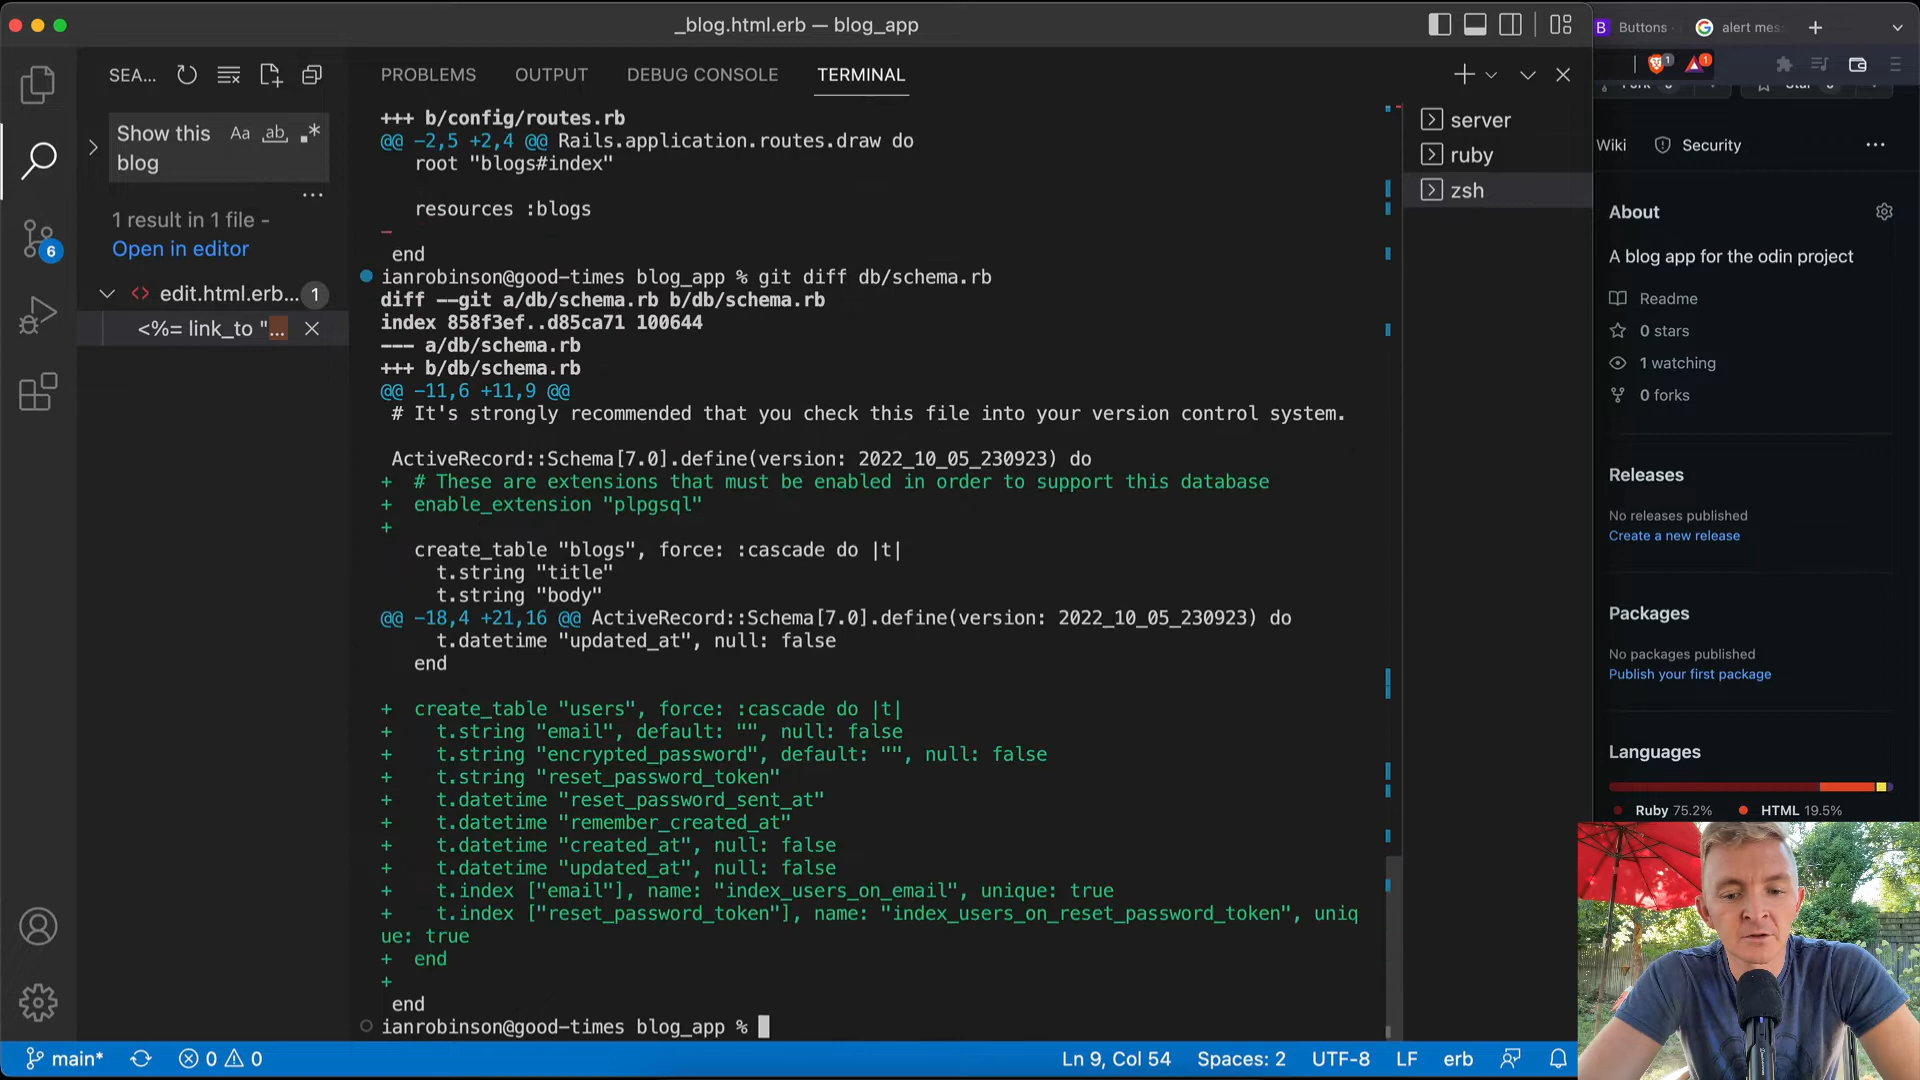 _blog.html.erb — blog_app
SEA...
Show this
blog
Aa
ab
1 result in 1 file -
Open in editor
edit.html.erb...
1
<%= link_to "...
6
PROBLEMS
OUTPUT
DEBUG CONSOLE
TERMINAL
+++ b/config/routes.rb
@@ -2,5 +2,4 @@ Rails.application.routes.draw do
root "blogs#index"
resources :blogs
-
end
ianrobinson@good-times blog_app % git diff db/schema.rb
diff --git a/db/schema.rb b/db/schema.rb
index 858f3ef..d85ca71 100644
--- a/db/schema.rb
+++ b/db/schema.rb
@@ -11,6 +11,9 @@
# It's strongly recommended that you check this file into your version control system.
ActiveRecord::Schema[7.0].define(version: 2022_10_05_230923) do
+ # These are extensions that must be enabled in order to support this database
+ enable_extension "plpgsql"
+
create_table "blogs", force: :cascade do |t|
t.string "title"
t.string "body"
@@ -18,4 +21,16 @@ ActiveRecord::Schema[7.0].define(version: 2022_10_05_230923) do
t.datetime "updated_at", null: false
end
+ create_table "users", force: :cascade do |t|
+ t.string "email", default: "", null: false
+ t.string "encrypted_password", default: "", null: false
+ t.string "reset_password_token"
+ t.datetime "reset_password_sent_at"
+ t.datetime "remember_created_at"
+ t.datetime "created_at", null: false
+ t.datetime "updated_at", null: false
+ t.index ["email"], name: "index_users_on_email", unique: true
+ t.index ["reset_password_token"], name: "index_users_on_reset_password_token", uniq
ue: true
+ end
+
end
ianrobinson@good-times blog_app %
server
ruby
zsh
main*
0
0
Ln 9, Col 54
Spaces: 2
UTF-8
LF
erb
B
Buttons
alert mes
1
1
Wiki
Security
About
A blog app for the odin project
Readme
0 stars
1 watching
0 forks
Releases
No releases published
Create a new release
Packages
No packages published
Publish your first package
Languages
Ruby 75.2%
HTML 19.5%